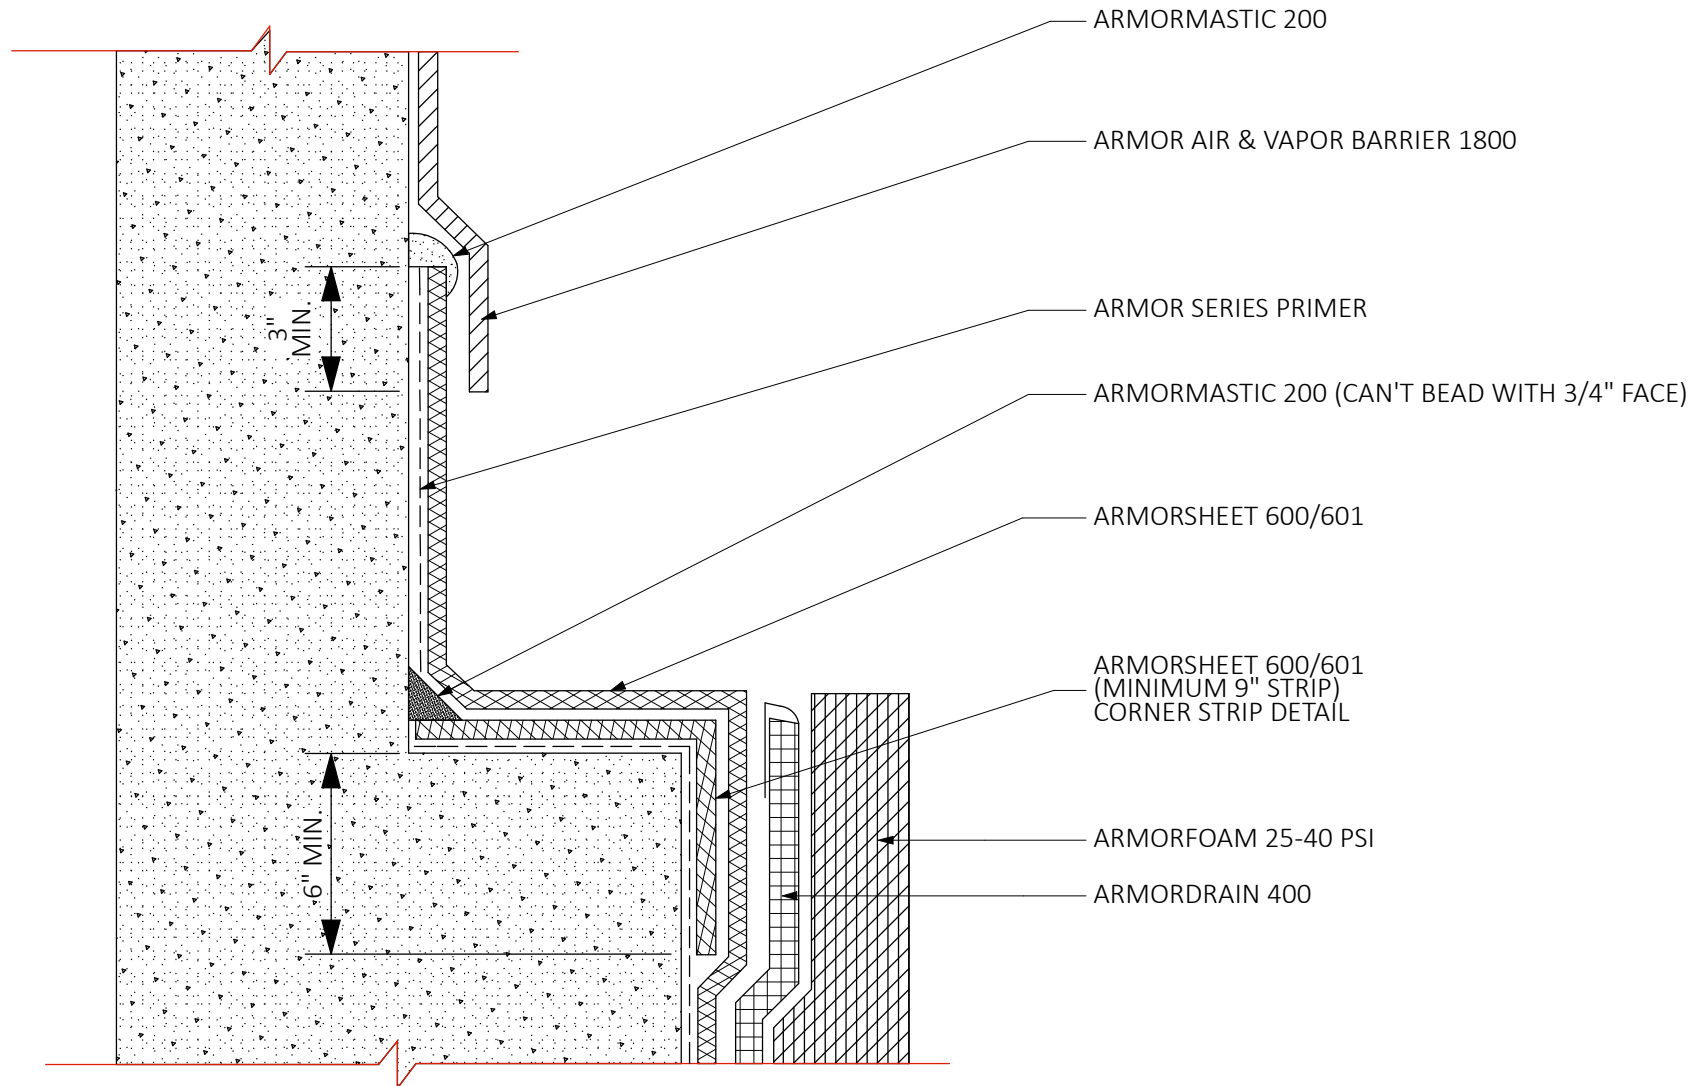 ARMORMASTIC 200
ARMOR AIR & VAPOR BARRIER 1800
3"
MIN.
ARMOR SERIES PRIMER
ARMORMASTIC 200 (CAN'T BEAD WITH 3/4" FACE)
ARMORSHEET 600/601
ARMORSHEET 600/601
(MINIMUM 9" STRIP)
CORNER STRIP DETAIL
6" MIN.
ARMORFOAM 25-40 PSI
ARMORDRAIN 400